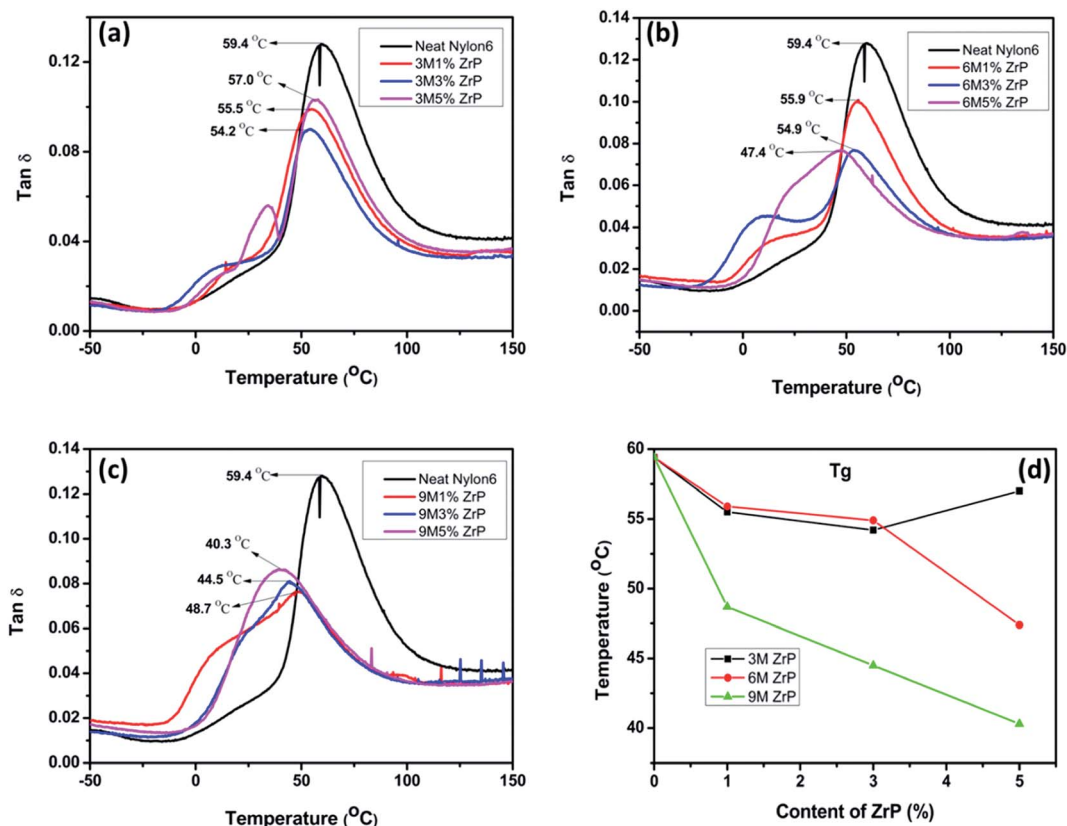 (a)
0.12
0.08
0.04
0.00
Tan δ
59.4 °C
57.0 °C
55.5 °C
54.2 °C
Neat Nylon6
3M1% ZrP
3M3% ZrP
3M5% ZrP
-50 0 50 100 150
Temperature (°C)
(b)
0.14
0.12
0.10
0.08
0.06
0.04
0.02
0.00
Tan δ
59.4 °C
55.9 °C
54.9 °C
47.4 °C
Neat Nylon6
6M1% ZrP
6M3% ZrP
6M5% ZrP
-50 0 50 100 150
Temperature (°C)
(c)
0.14
0.12
0.10
0.08
0.06
0.04
0.02
0.00
Tan δ
59.4 °C
40.3 °C
44.5 °C
48.7 °C
Neat Nylon6
9M1% ZrP
9M3% ZrP
9M5% ZrP
-50 0 50 100 150
Temperature (°C)
Tg
(d)
60
55
50
45
40
Temperature (°C)
3M ZrP
6M ZrP
9M ZrP
0 1 2 3 4 5
Content of ZrP (%)